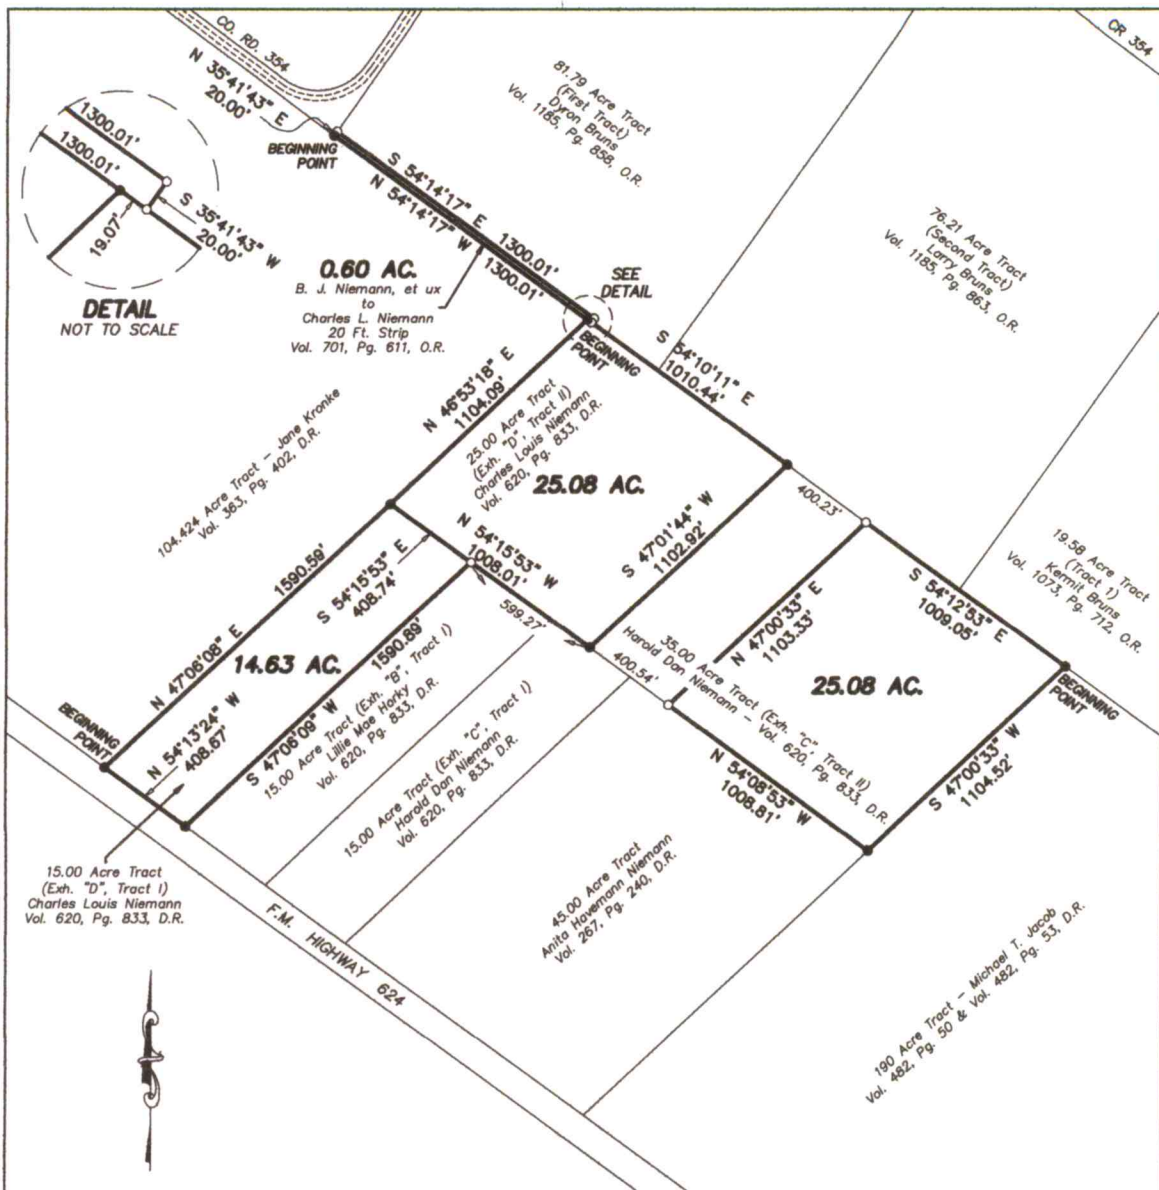 CO. RD. 354
CR 354
N 35°41'43" E
20.00'
BEGINNING
POINT
81.79 Acre Tract
(First Tract)
Dyron Bruns
Vol. 1185, Pg. 858, O.R.
1300.01'
1300.01'
S 35°41'43" W
20.00'
19.07'
DETAIL
NOT TO SCALE
S 54°14'17" E 1300.01'
N 54°14'17" W 1300.01'
0.60 AC.
B. J. Niemann, et ux
to
Charles L. Niemann
20 Ft. Strip
Vol. 701, Pg. 611, O.R.
SEE
DETAIL
BEGINNING
POINT
76.21 Acre Tract
(Second Tract)
Larry Bruns
Vol. 1185, Pg. 863, O.R.
S 54°10'11" E
1010.44'
N 46°53'18" E
1104.09'
25.00 Acre Tract
(Exh. "D", Tract II)
Charles Louis Niemann
Vol. 620, Pg. 833, D.R.
25.08 AC.
104.424 Acre Tract - Jane Kronke
Vol. 363, Pg. 402, D.R.
N 54°15'53" W
1008.01'
S 47°01'44" W
1102.92'
400.23'
19.58 Acre Tract
(Tract 1)
Kermit Bruns
Vol. 1073, Pg. 712, O.R.
S 54°12'53" E
1009.05'
N 47°06'08" E 1590.59'
S 54°15'53" E
408.74'
599.27'
N 47°00'33" E
1103.33'
14.63 AC.
S 47°06'09" W 1590.89'
15.00 Acre Tract (Exh. "B", Tract I)
Lillie Mae Horky
Vol. 620, Pg. 833, D.R.
400.54'
35.00 Acre Tract (Exh. "C" Tract II)
Harold Dan Niemann - Vol. 620, Pg. 833, D.R.
25.08 AC.
BEGINNING
POINT
BEGINNING
POINT
N 54°13'24" W
408.67'
15.00 Acre Tract (Exh. "C", Tract I)
Harold Dan Niemann
Vol. 620, Pg. 833, D.R.
N 54°08'53" W
1008.81'
S 47°00'33" W
1104.52'
15.00 Acre Tract
(Exh. "D", Tract I)
Charles Louis Niemann
Vol. 620, Pg. 833, D.R.
45.00 Acre Tract
Anita Havemann Niemann
Vol. 267, Pg. 240, D.R.
F.M. HIGHWAY 624
190 Acre Tract - Michael T. Jacob
Vol. 482, Pg. 50 & Vol. 482, Pg. 53, D.R.